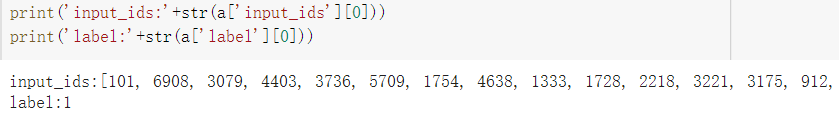 print('input_ids:'+str(a['input_ids'][0]))
print('label:'+str(a['label'][0]))
input_ids:[101, 6908, 3079, 4403, 3736, 5709, 1754, 4638, 1333, 1728, 2218, 3221, 3175, 912,
label:1